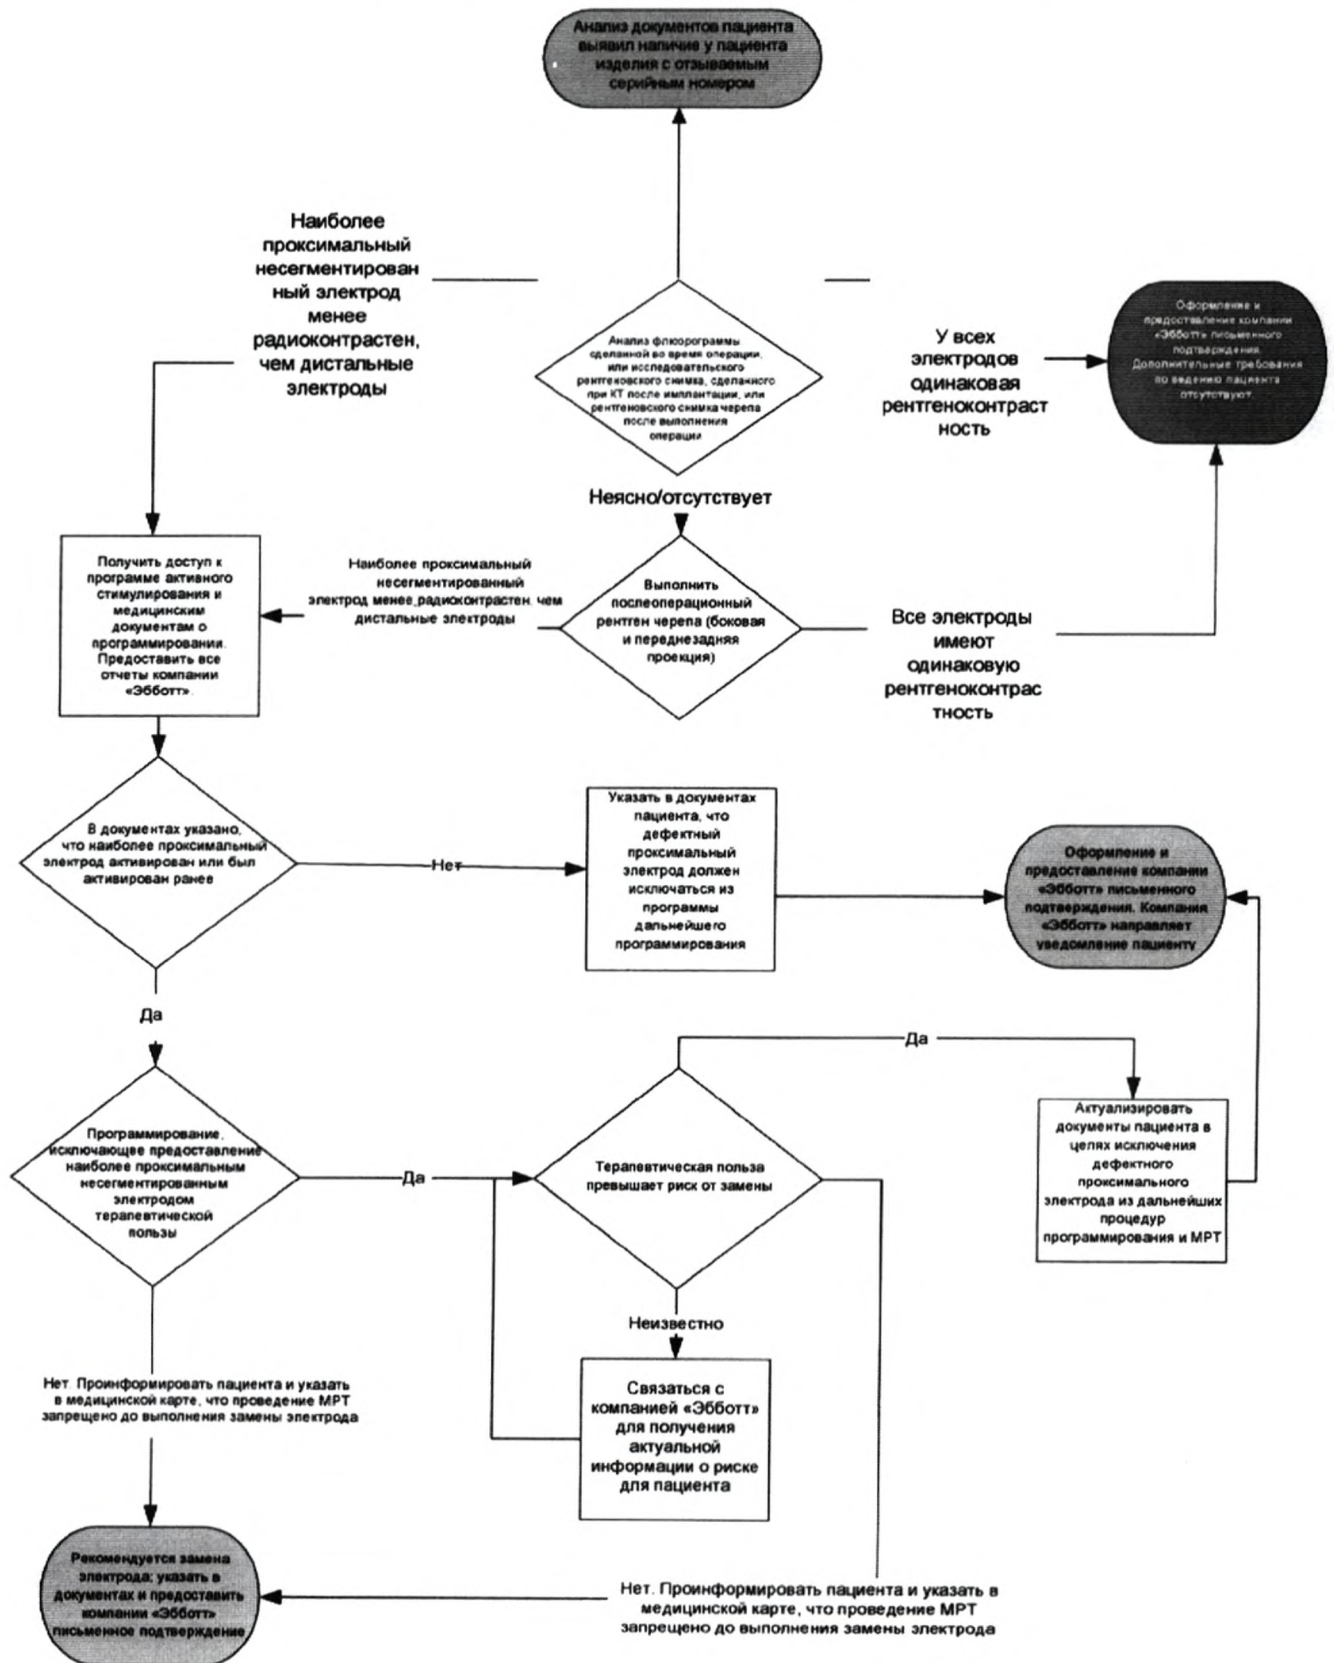 Анализ документов пациента
выявил наличие у пациента
изделия с отзываемым
серийным номером
Наиболее
проксимальный
несегментирован
ный электрод
менее
радиоконтрастен,
чем дистальные
электроды
Анализ флюорограммы
сделанной во время операции,
или исследовательского
рентгеновского снимка, сделанного
при КТ после имплантации, или
рентгеновского снимка черепа
после выполнения
операции
У всех
электродов
одинаковая
рентгеноконтраст
ность
Оформление и
предоставление компании
«Эбботт» письменного
подтверждения.
Дополнительные требования
по ведению пациента
отсутствуют.
Неясно/отсутствует
Получить доступ к
программе активного
стимулирования и
медицинским
документам о
программировании.
Предоставить все
отчеты компании
«Эбботт».
Наиболее проксимальный
несегментированный
электрод менее,радиоконтрастен, чем
дистальные электроды
Выполнить
послеоперационный
рентген черепа (боковая
и переднезадняя
проекция)
Все электроды
имеют
одинаковую
рентгеноконтрас
тность
В документах указано,
что наиболее проксимальный
электрод активирован или был
активирован ранее
Нет
Указать в документах
пациента, что
дефектный
проксимальный
электрод должен
исключаться из
программы
дальнейшего
программирования
Оформление и
предоставление компании
«Эбботт» письменного
подтверждения. Компания
«Эбботт» направляет
уведомление пациенту
Да
Да
Программирование,
исключающее предоставление
наиболее проксимальным
несегментированным
электродом
терапевтической
пользы
Да
Терапевтическая польза
превышает риск от замены
Актуализировать
документы пациента в
целях исключения
дефектного
проксимального
электрода из дальнейших
процедур
программирования и МРТ
Неизвестно
Связаться с
компанией «Эбботт»
для получения
актуальной
информации о риске
для пациента
Нет. Проинформировать пациента и указать
в медицинской карте, что проведение МРТ
запрещено до выполнения замены электрода
Рекомендуется замена
электрода; указать в
документах и предоставить
компании «Эбботт»
письменное подтверждение
Нет. Проинформировать пациента и указать в
медицинской карте, что проведение МРТ
запрещено до выполнения замены электрода